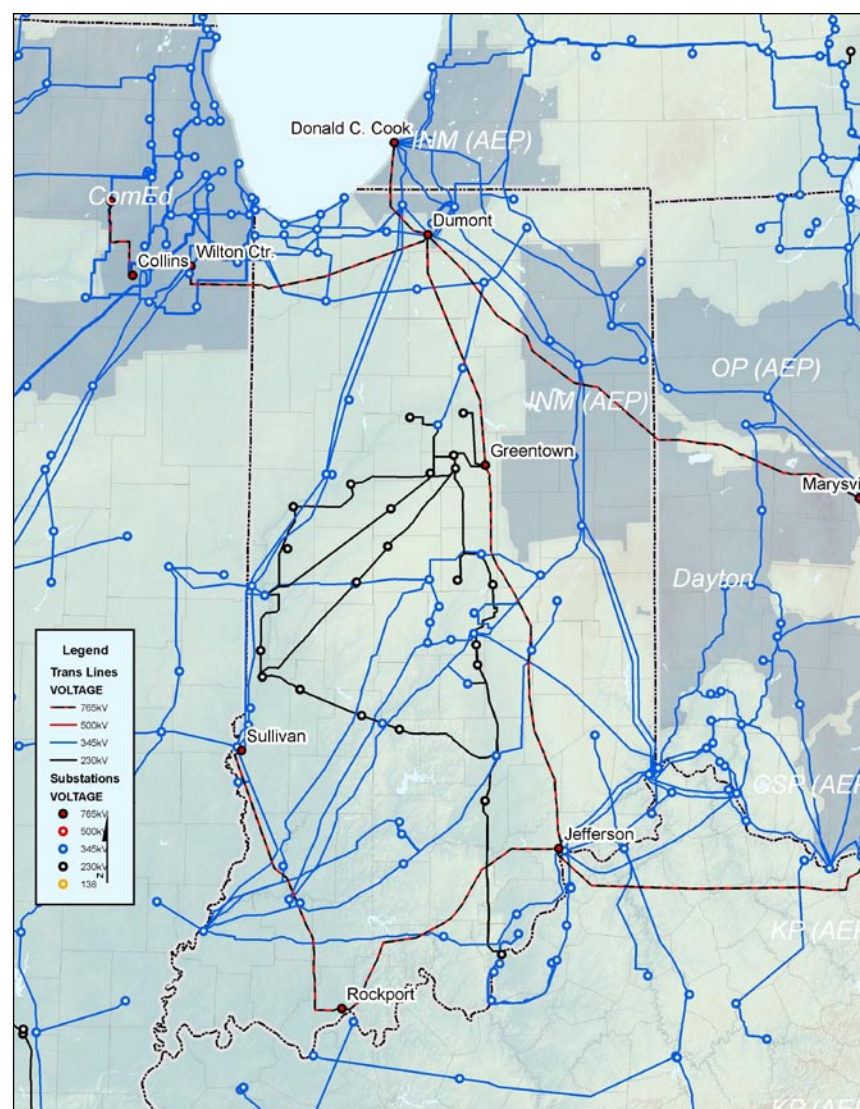 Donald C. Cook
INM (AEP)
ComEd
Dumont
Wilton Ctr.
Collins
OP (AEP)
INM (AEP)
Greentown
Marysvi
Dayton
Legend
Trans Lines
VOLTAGE
765kV
500kV
345kV
230kV
Substations
VOLTAGE
765kV
500kV
345kV
230kV
138
N
Sullivan
CSP (AEP
Jefferson
KP (AEP
Rockport
KP (AEP